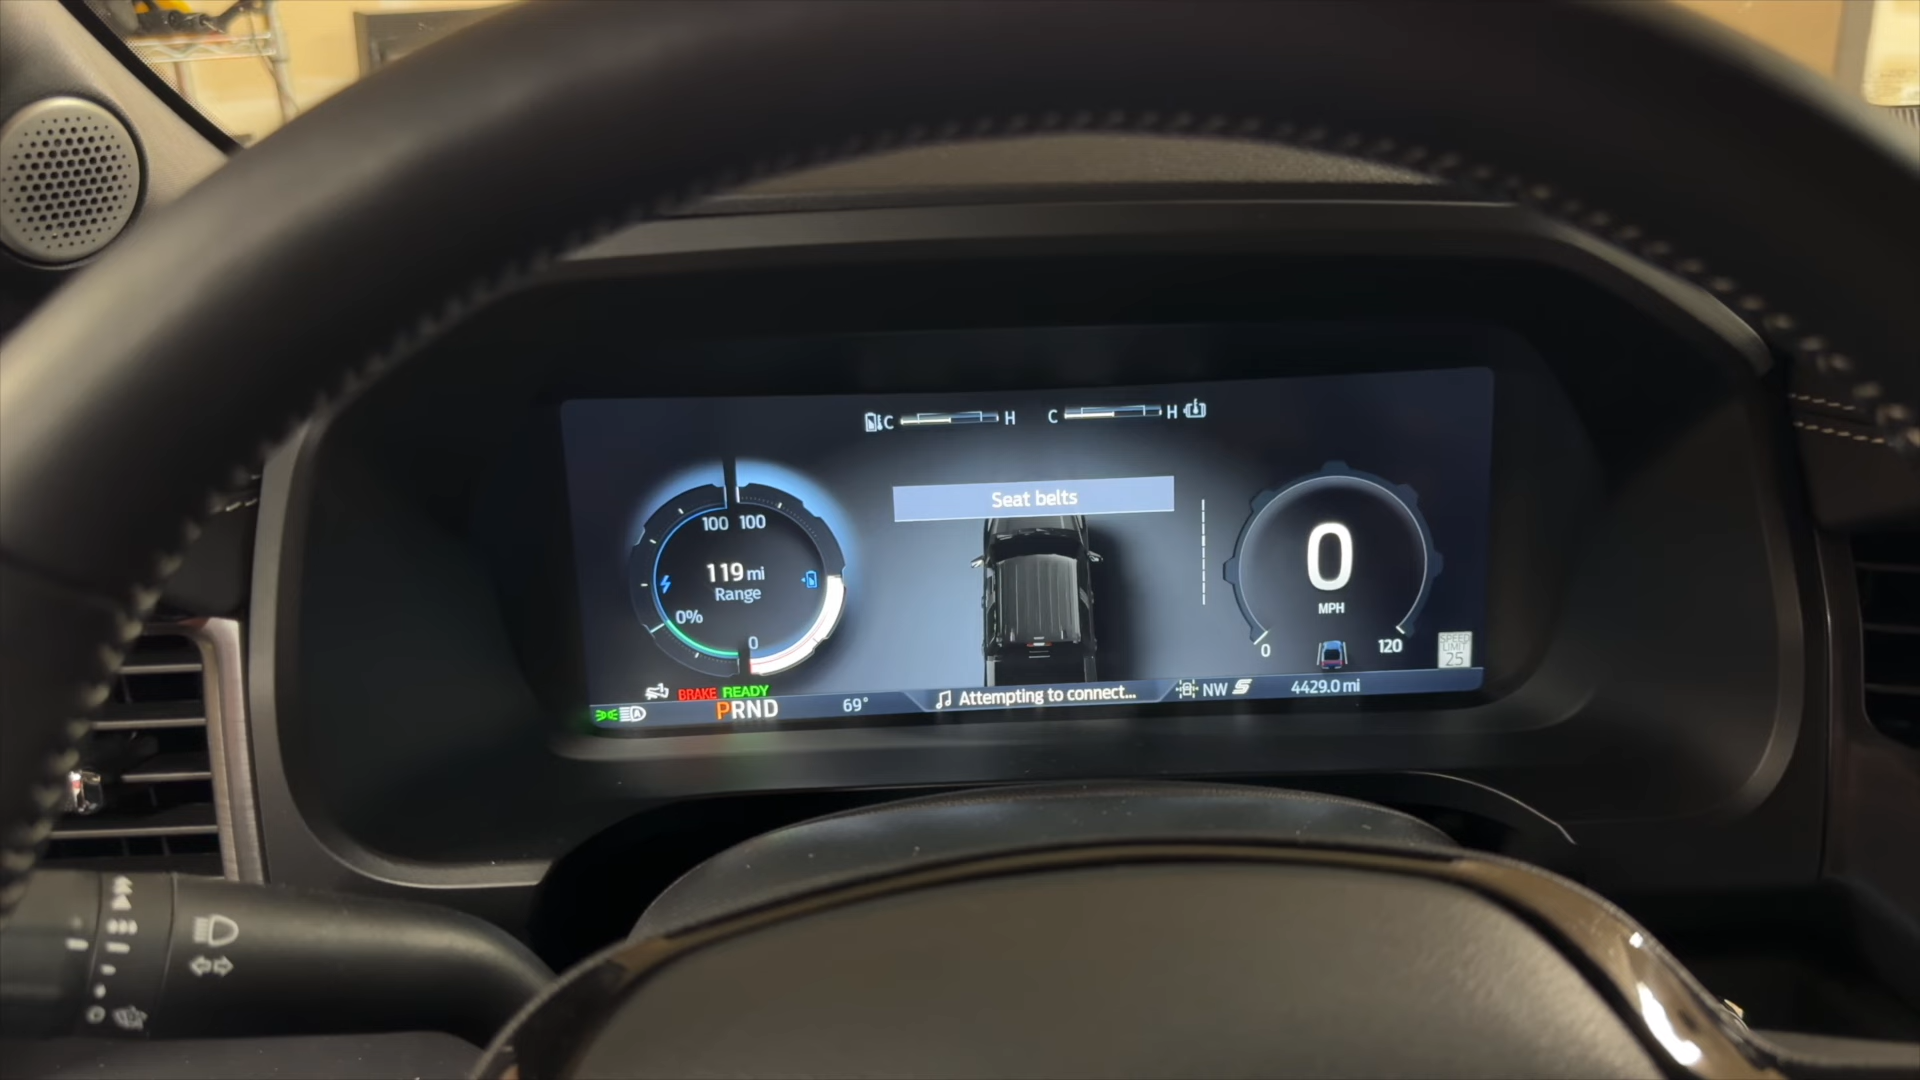 C H C H
Seat belts
100 100
119 mi
Range
0%
0
0
MPH
0 120
SPEED
LIMIT
25
BRAKE READY
PRND
69°
Attempting to connect...
NW
4429.0 mi